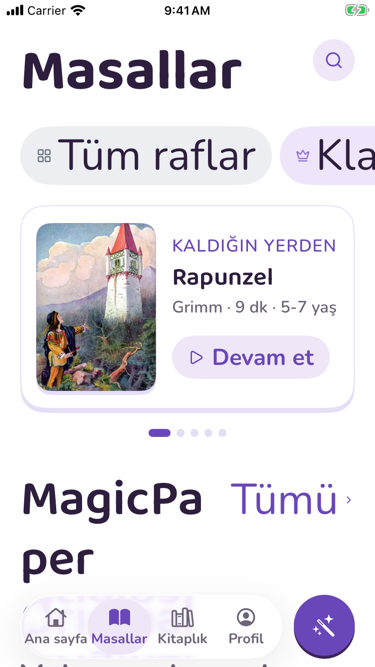 Carrier 9:41 AM
Masallar
Tüm raflar
Kla
KALDIĞIN YERDEN
Rapunzel
Grimm · 9 dk · 5-7 yaş
Devam et
MagicPa
per
Tümü
Ana sayfa Masallar Kitaplık Profil